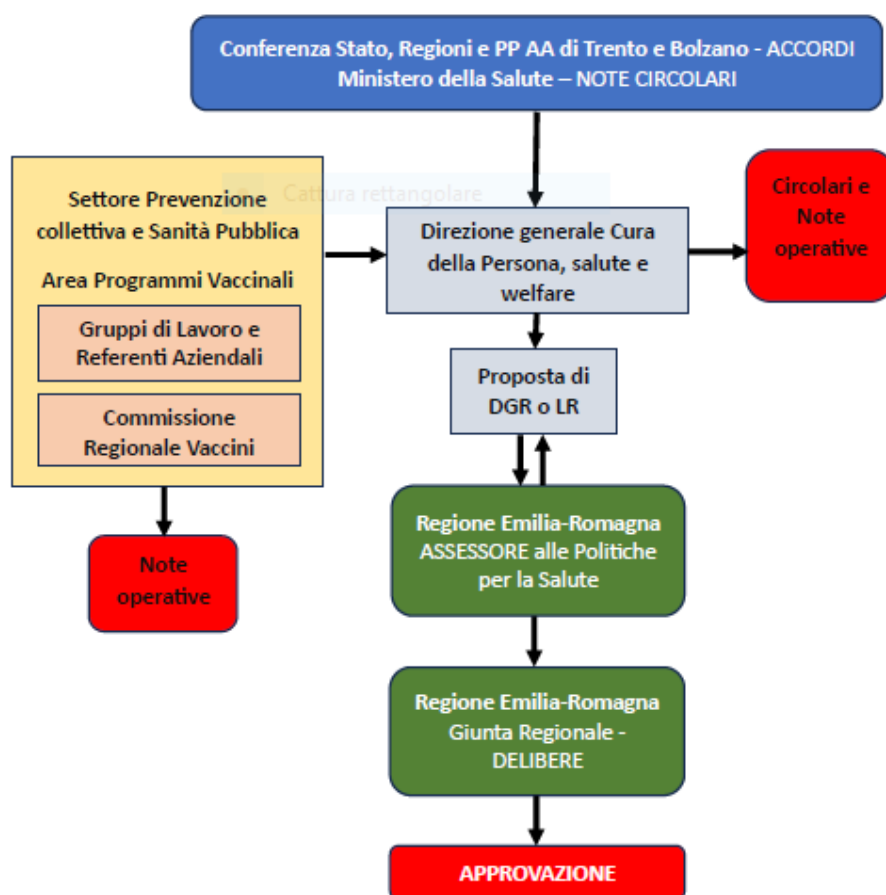 Conferenza Stato, Regioni e PP AA di Trento e Bolzano - ACCORDI
Ministero della Salute – NOTE CIRCOLARI
Cattura rettangolare
Settore Prevenzione
collettiva e Sanità Pubblica
Area Programmi Vaccinali
Gruppi di Lavoro e
Referenti Aziendali
Commissione
Regionale Vaccini
Note
operative
Direzione generale Cura
della Persona, salute e
welfare
Circolari e
Note
operative
Proposta di
DGR o LR
Regione Emilia-Romagna
ASSESSORE alle Politiche
per la Salute
Regione Emilia-Romagna
Giunta Regionale -
DELIBERE
APPROVAZIONE